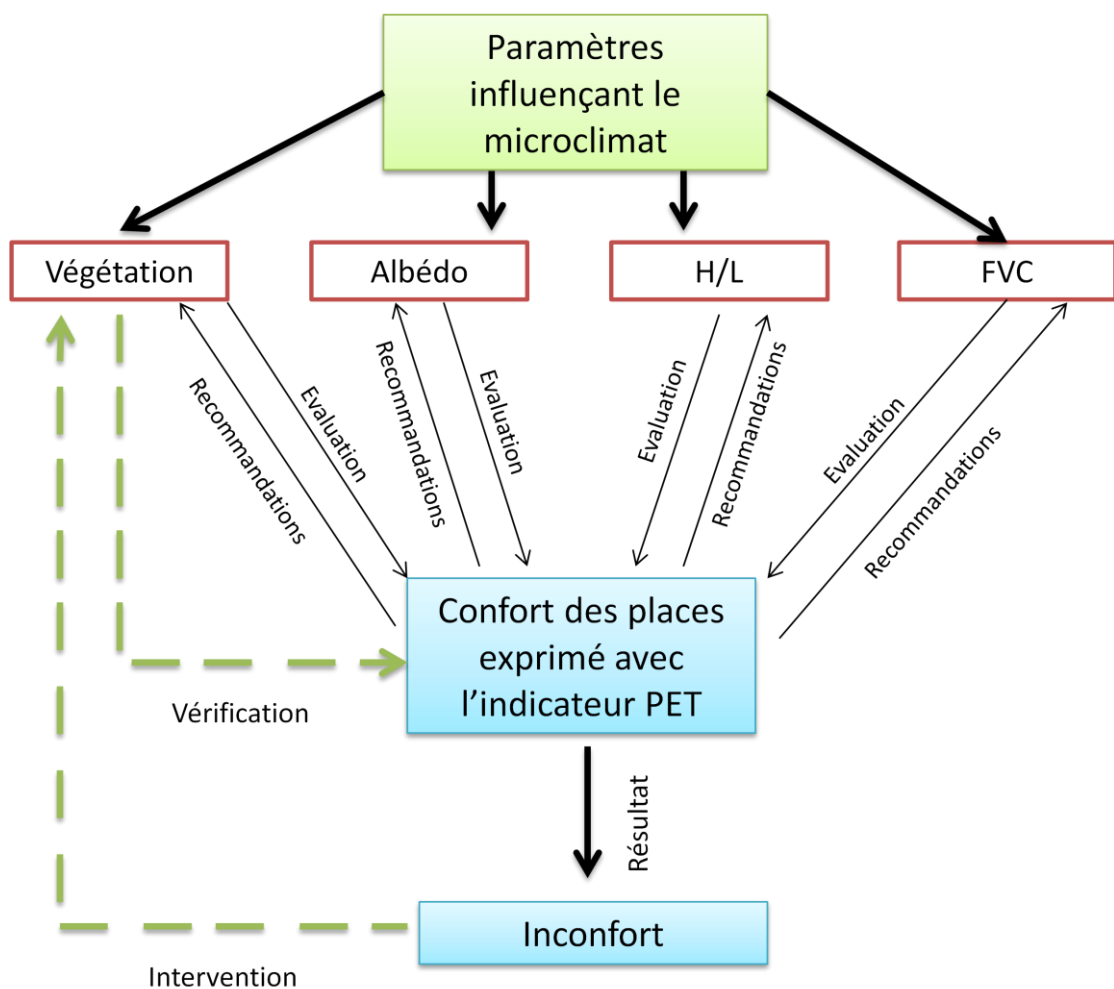 Paramètres
influençant le
microclimat
Végétation
Albédo
H/L
FVC
Recommandations
Evaluation
Recommandations
Evaluation
Evaluation
Recommandations
Evaluation
Recommandations
Confort des places
exprimé avec
l’indicateur PET
Vérification
Résultat
Inconfort
Intervention